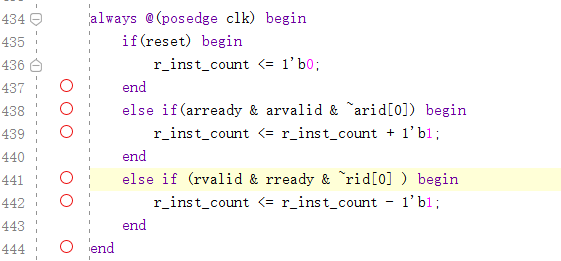 434 always @(posedge clk) begin
435 if(reset) begin
436 r_inst_count <= 1'b0;
437 end
438 else if(arready & arvalid & ~arid[0]) begin
439 r_inst_count <= r_inst_count + 1'b1;
440 end
441 else if (rvalid & rready & ~rid[0] ) begin
442 r_inst_count <= r_inst_count - 1'b1;
443 end
444 end